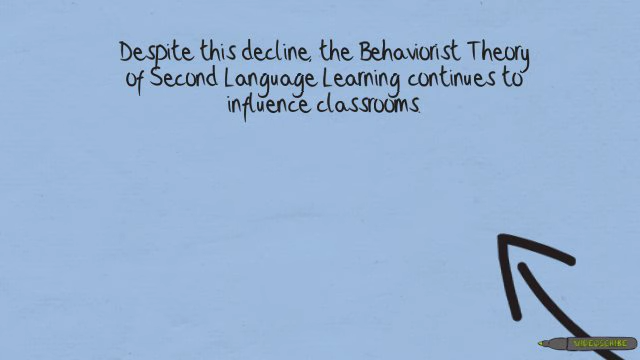 Despite this decline, the Behaviorist Theory
of Second Language Learning continues to
influence classrooms.
VIDEOSCRIBE